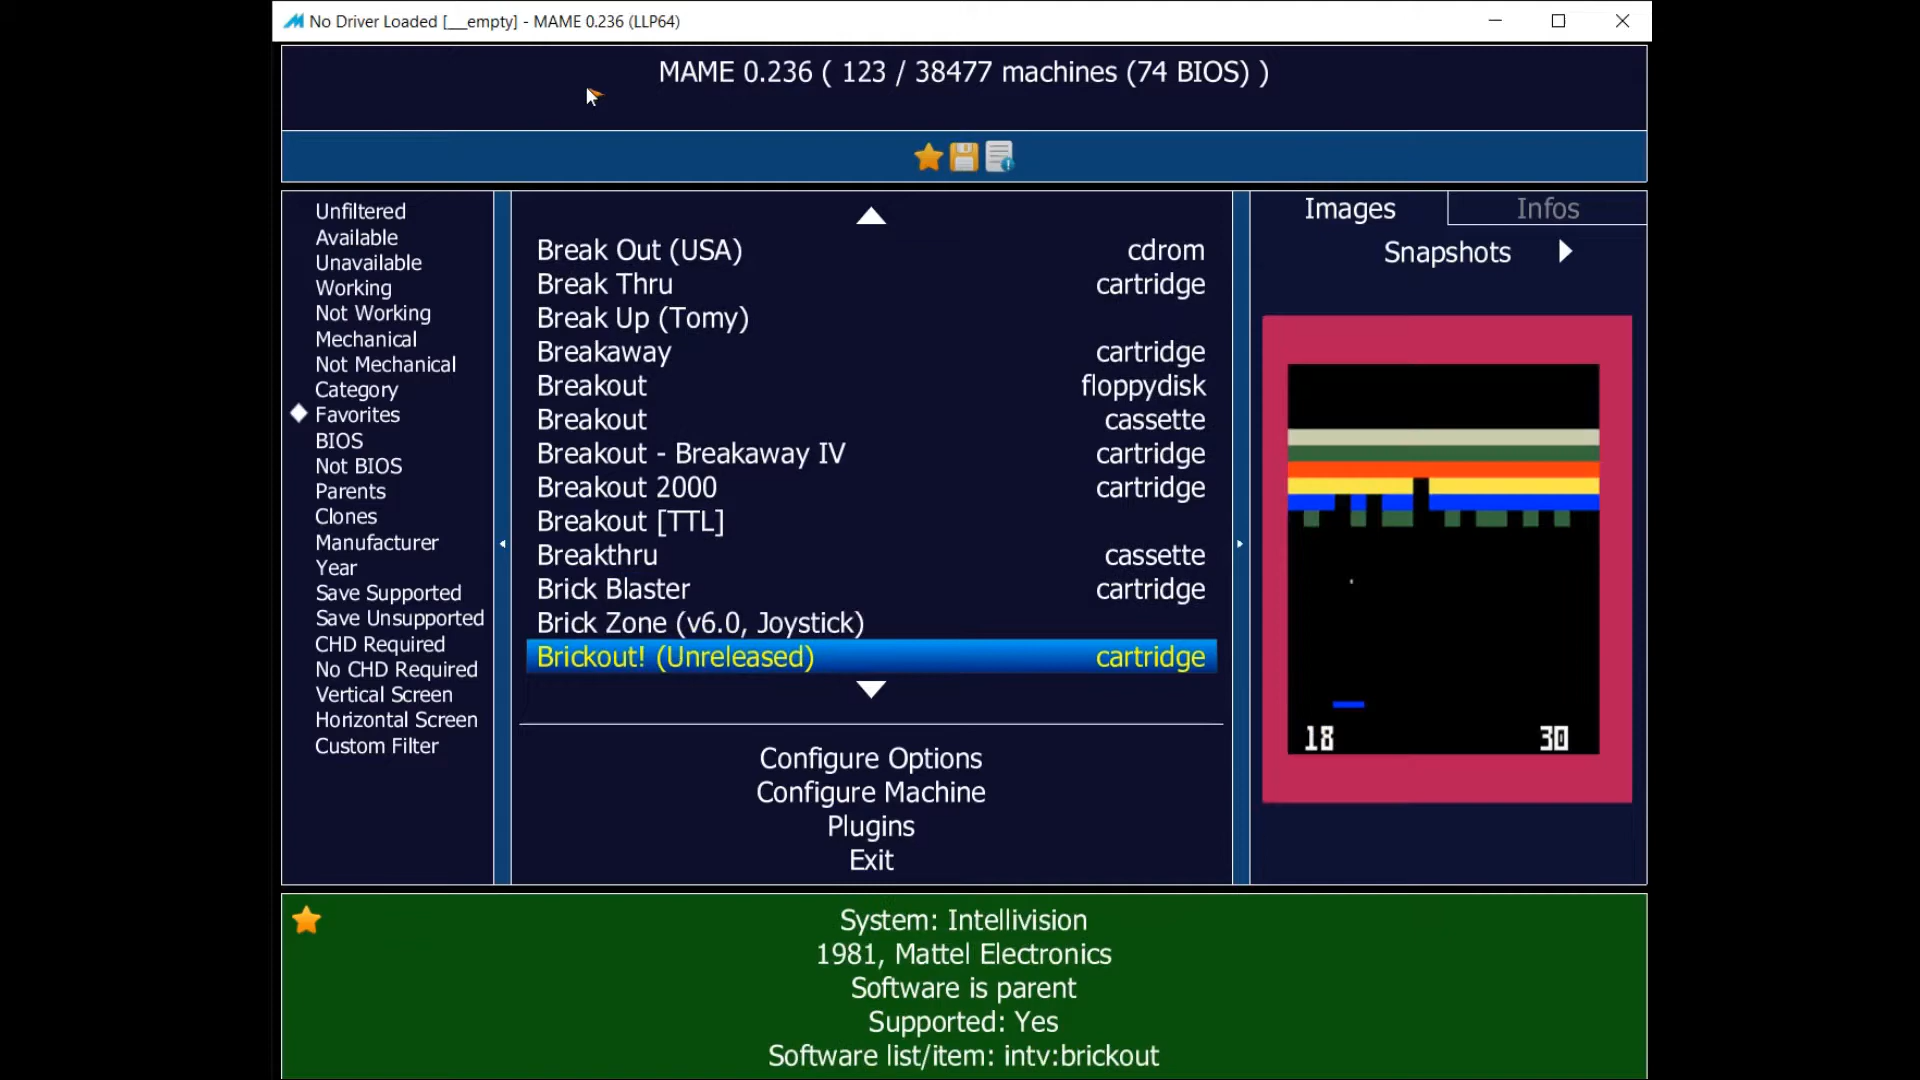 No Driver Loaded [__empty] - MAME 0.236 (LLP64)
MAME 0.236 ( 123 / 38477 machines (74 BIOS) )
Unfiltered
Available
Unavailable
Working
Not Working
Mechanical
Not Mechanical
Category
Favorites
BIOS
Not BIOS
Parents
Clones
Manufacturer
Year
Save Supported
Save Unsupported
CHD Required
No CHD Required
Vertical Screen
Horizontal Screen
Custom Filter
Break Out (USA) cdrom
Break Thru cartridge
Break Up (Tomy)
Breakaway cartridge
Breakout floppydisk
Breakout cassette
Breakout - Breakaway IV cartridge
Breakout 2000 cartridge
Breakout [TTL]
Breakthru cassette
Brick Blaster cartridge
Brick Zone (v6.0, Joystick)
Brickout! (Unreleased) cartridge
Configure Options
Configure Machine
Plugins
Exit
Images Infos
Snapshots
18 30
System: Intellivision
1981, Mattel Electronics
Software is parent
Supported: Yes
Software list/item: intv:brickout